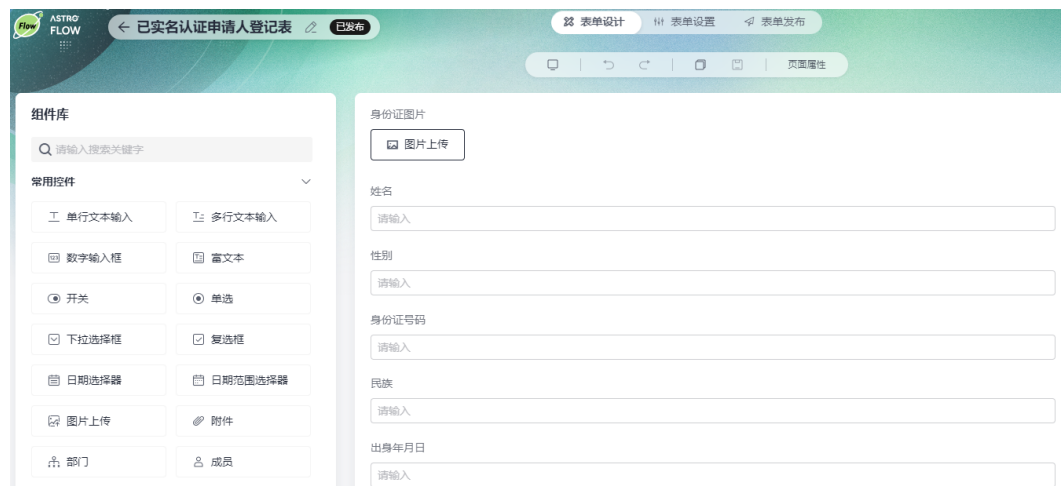 Flow
ASTRO
FLOW
已实名认证申请人登记表
已发布
表单设计
表单设置
表单发布
页面属性
组件库
请输入搜索关键字
常用控件
单行文本输入
多行文本输入
数字输入框
富文本
开关
单选
下拉选择框
复选框
日期选择器
日期范围选择器
图片上传
附件
部门
成员
身份证图片
图片上传
姓名
请输入
性别
请输入
身份证号码
请输入
民族
请输入
出身年月日
请输入